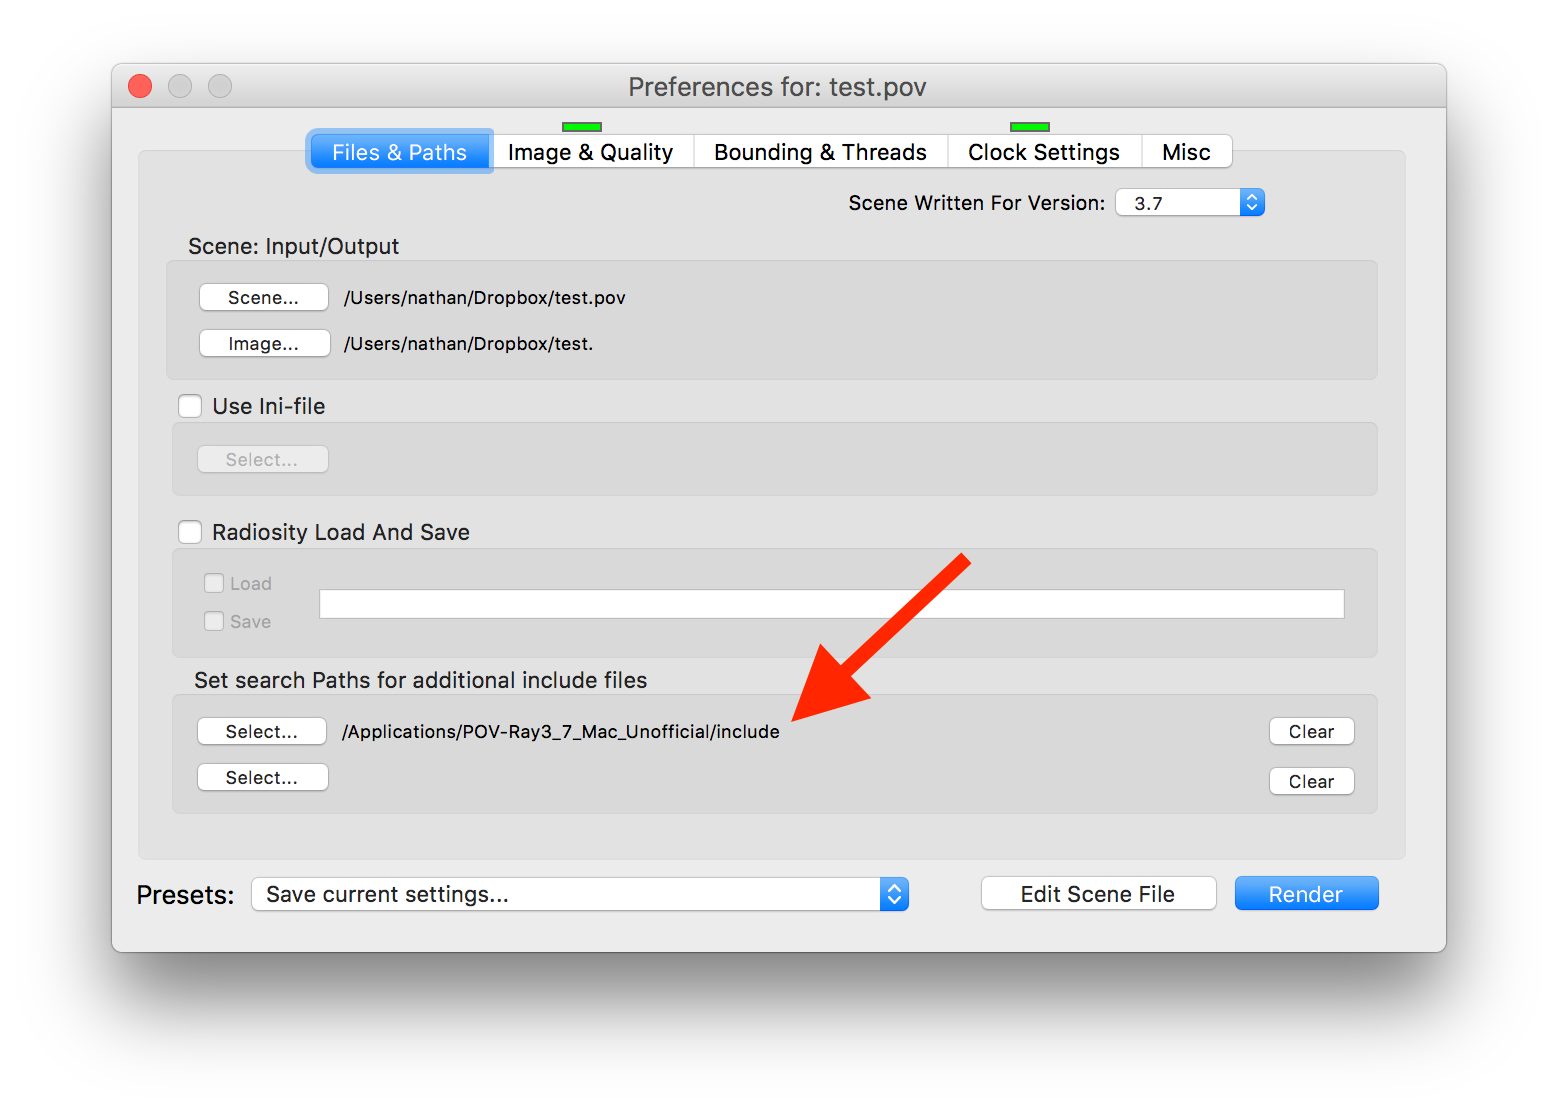 Preferences for: test.pov
Files & Paths
Image & Quality
Bounding & Threads
Clock Settings
Misc
Scene Written For Version: 3.7
Scene: Input/Output
Scene... /Users/nathan/Dropbox/test.pov
Image... /Users/nathan/Dropbox/test.
Use Ini-file
Select...
Radiosity Load And Save
Load
Save
Set search Paths for additional include files
Select... /Applications/POV-Ray3_7_Mac_Unofficial/include Clear
Select... Clear
Presets: Save current settings... Edit Scene File Render